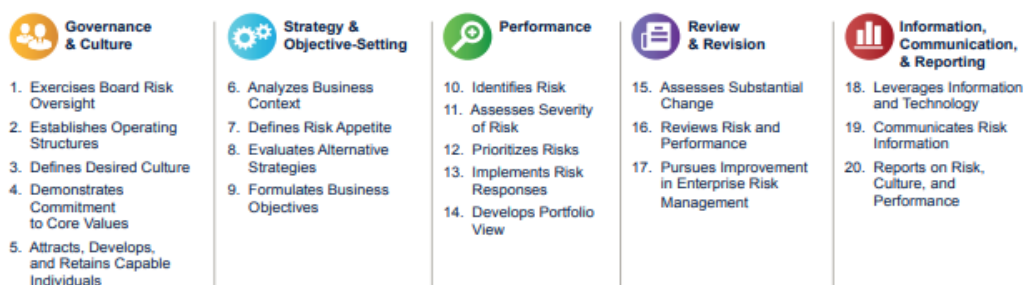 Governance
& Culture
1. Exercises Board Risk
Oversight
2. Establishes Operating
Structures
3. Defines Desired Culture
4. Demonstrates
Commitment
to Core Values
5. Attracts, Develops,
and Retains Capable
Individuals
Strategy &
Objective-Setting
6. Analyzes Business
Context
7. Defines Risk Appetite
8. Evaluates Alternative
Strategies
9. Formulates Business
Objectives
Performance
10. Identifies Risk
11. Assesses Severity
of Risk
12. Prioritizes Risks
13. Implements Risk
Responses
14. Develops Portfolio
View
Review
& Revision
15. Assesses Substantial
Change
16. Reviews Risk and
Performance
17. Pursues Improvement
in Enterprise Risk
Management
Information,
Communication,
& Reporting
18. Leverages Information
and Technology
19. Communicates Risk
Information
20. Reports on Risk,
Culture, and
Performance